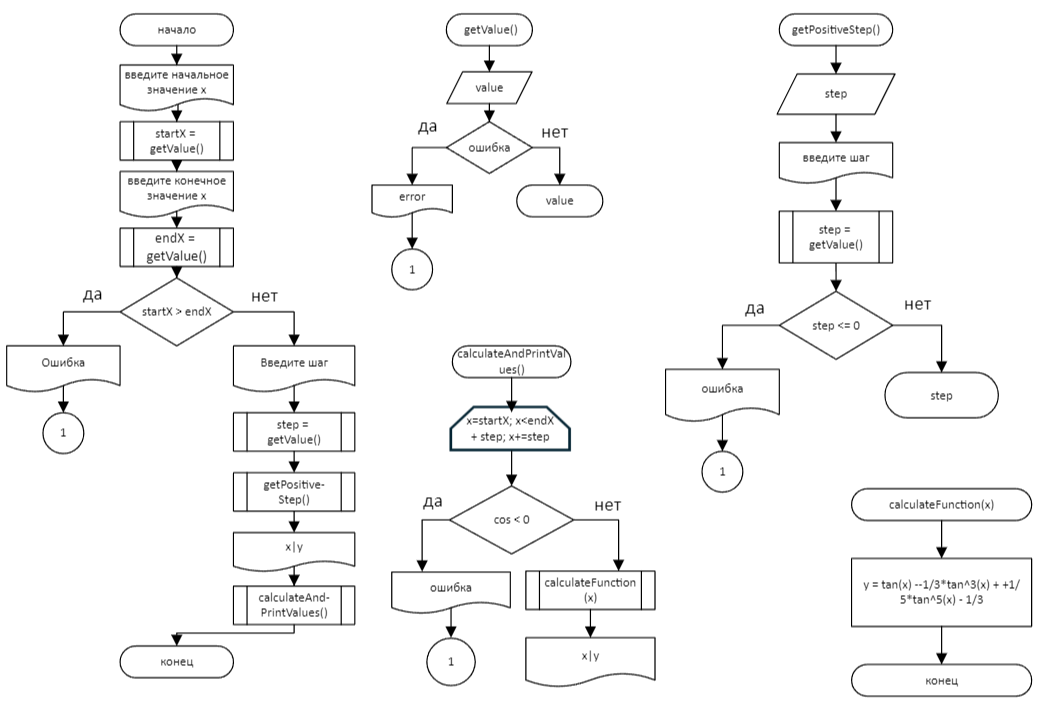 начало
введите начальное
значение x
startX =
getValue()
введите конечное
значение x
endX =
getValue()
startX > endX
да
нет
Ошибка
1
Введите шаг
step =
getValue()
getPositive-
Step()
x|y
calculateAnd-
PrintValues()
конец
getValue()
value
ошибка
да
нет
error
value
1
calculateAndPrintVal
ues()
x=startX; x<endX
+ step; x+=step
cos < 0
да
нет
ошибка
1
calculateFunction
(x)
x|y
getPositiveStep()
step
введите шаг
step =
getValue()
step <= 0
да
нет
ошибка
1
step
calculateFunction(x)
y = tan(x) --1/3*tan^3(x) + +1/
5*tan^5(x) - 1/3
конец